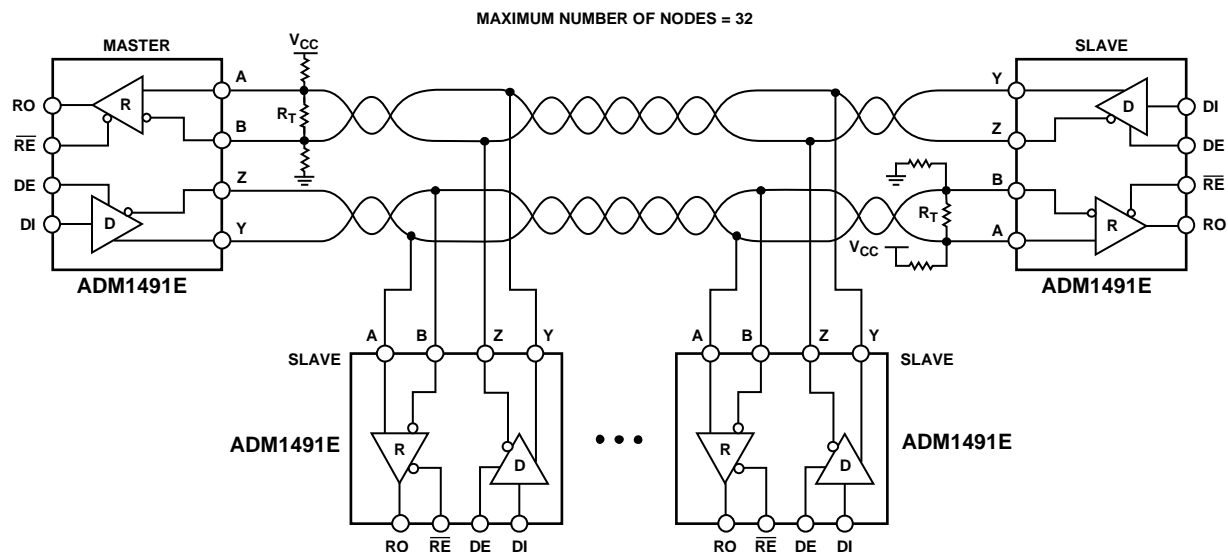 MAXIMUM NUMBER OF NODES = 32
MASTER
SLAVE
VCC
A
Y
RO
R
D
DI
RT
B
Z
RE
DE
DE
Z
B
RE
DI
D
RT
R
RO
Y
A
VCC
ADM1491E
ADM1491E
A
B
Z
Y
A
B
Z
Y
SLAVE
SLAVE
ADM1491E
R
D
• • •
R
D
ADM1491E
RO
RE
DE
DI
RO
RE
DE
DI